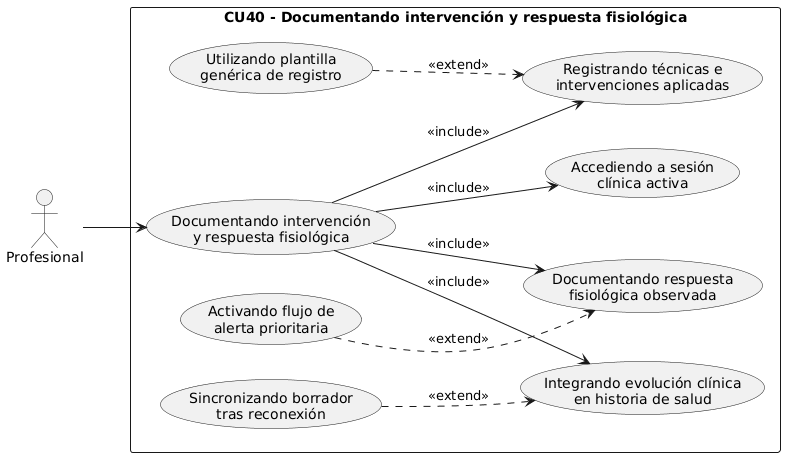 CU40 - Documentando intervención y respuesta fisiológica
Utilizando plantilla
genérica de registro
«extend»
Registrando técnicas e
intervenciones aplicadas
«include»
Accediendo a sesión
clínica activa
«include»
Profesional
Documentando intervención
y respuesta fisiológica
«include»
Documentando respuesta
fisiológica observada
«include»
Activando flujo de
alerta prioritaria
«extend»
Integrando evolución clínica
en historia de salud
Sincronizando borrador
tras reconexión
«extend»